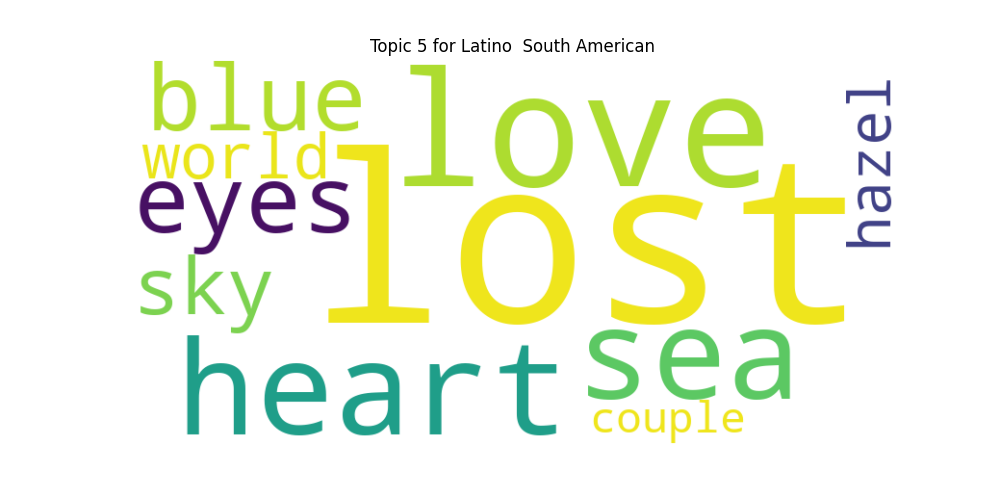 Topic 5 for Latino  South American
blue
love
hazel
world
lost
eyes
sky
heart
sea
couple